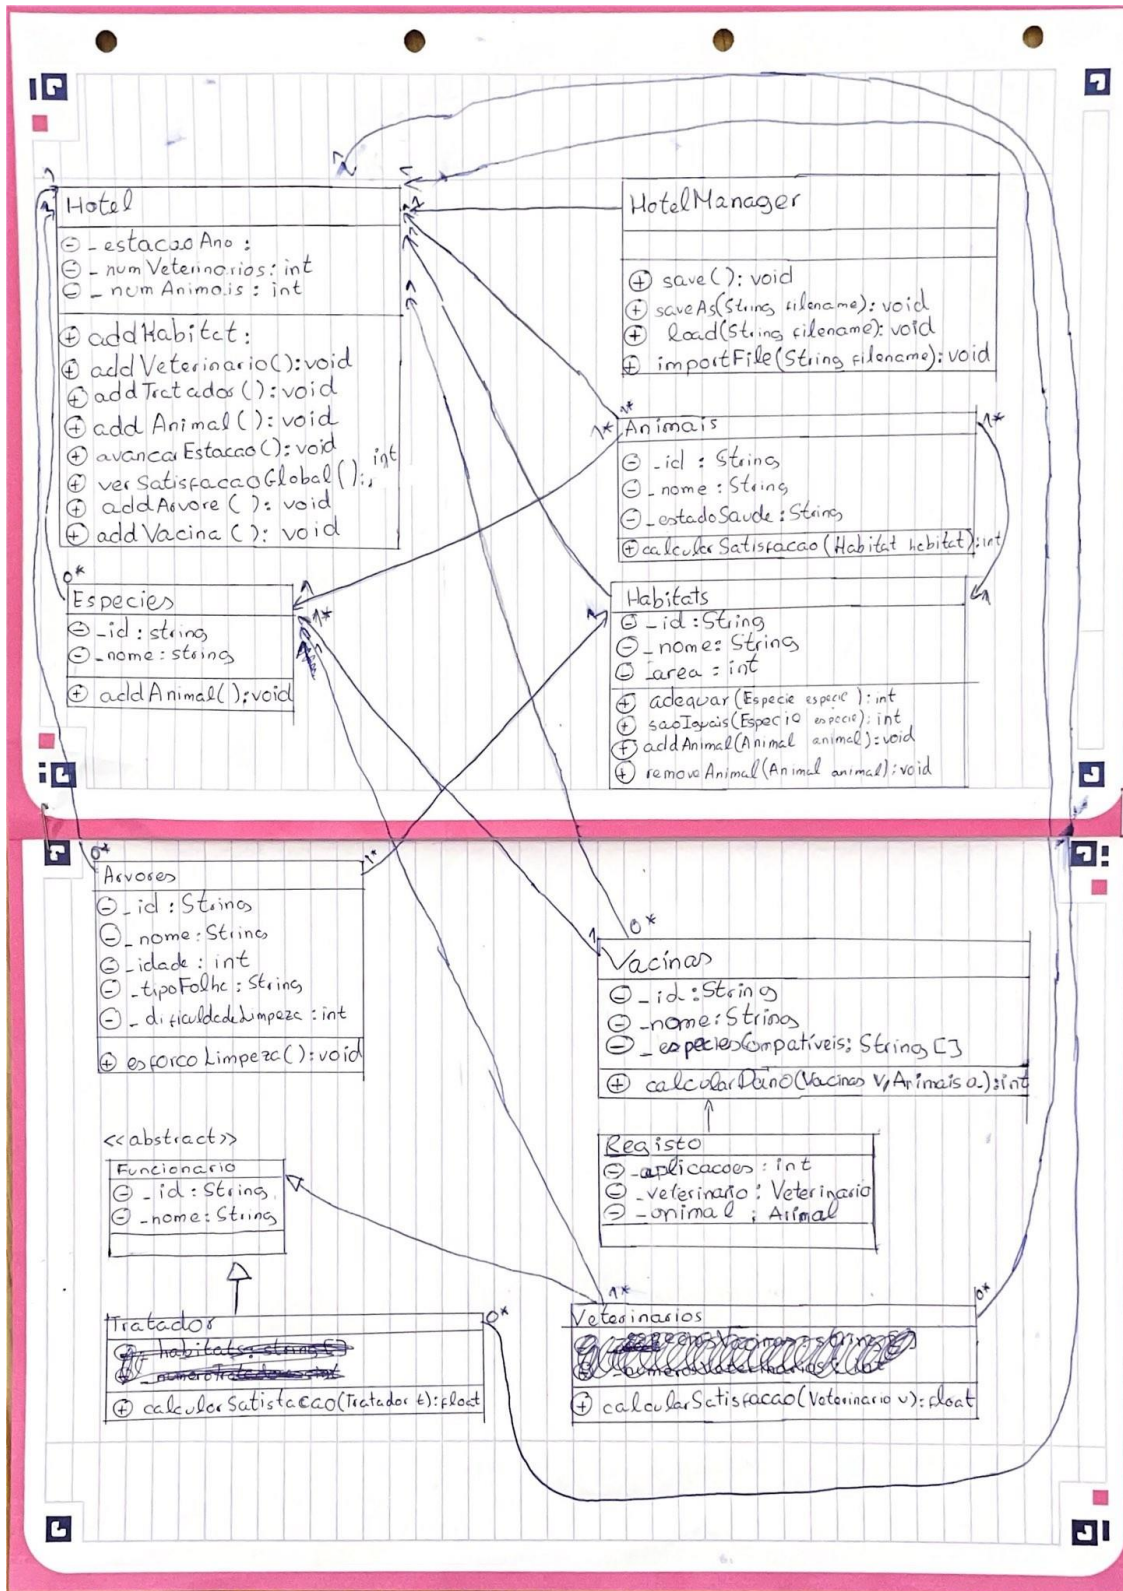 Hotel
⊖ _estacaoAno :
⊖ _numVeterinarios: int
⊖ _numAnimais : int
⊕ addHabitat:
⊕ addVeterinario(): void
⊕ addTratados(): void
⊕ addAnimal(): void
⊕ avancarEstacao(): void
⊕ verSatisfacaoGlobal():, int
⊕ addArvore(): void
⊕ addVacina(): void
HotelManager
⊕ save(): void
⊕ saveAs(String filename): void
⊕ load(String filename): void
⊕ importFile(String filename): void
1*
1*
1*
Animais
⊖ _id : String
⊖ _nome : String
⊖ _estadoSaude : String
⊕ calcularSatisfacao(Habitat habitat): int
0*
Especies
⊖ _id : string
⊖ _nome : string
⊕ addAnimal(): void
1*
1
Habitats
⊖ _id : String
⊖ _nome : String
⊖ _area : int
⊕ adequar(Especie especie): int
⊕ saoIguais(Especie especie): int
⊕ addAnimal(Animal animal): void
⊕ removeAnimal(Animal animal): void
0*
1*
Arvores
⊖ _id : String
⊖ _nome : String
⊖ _idade : int
⊖ _tipoFolha : String
⊖ _dificuldadeLimpeza : int
⊕ esforcoLimpeza(): void
1
0*
Vacinas
⊖ _id : String
⊖ _nome : String
⊖ _especiesCompatíveis: String[]
⊕ calcularDano(Vacinas v, Animais a): int
Registo
⊖ _aplicacoes : int
⊖ _veterinario : Veterinario
⊖ _animal : Animal
<<abstract>>
Funcionario
⊖ _id : String
⊖ _nome : String
0*
Tratador
_habitats: string[]
_numeroTratadores: int
⊕ calcularSatisfacao(Tratador t): float
1*
0*
Veterinarios
⊕ calcularSatisfacao(Veterinario v): float